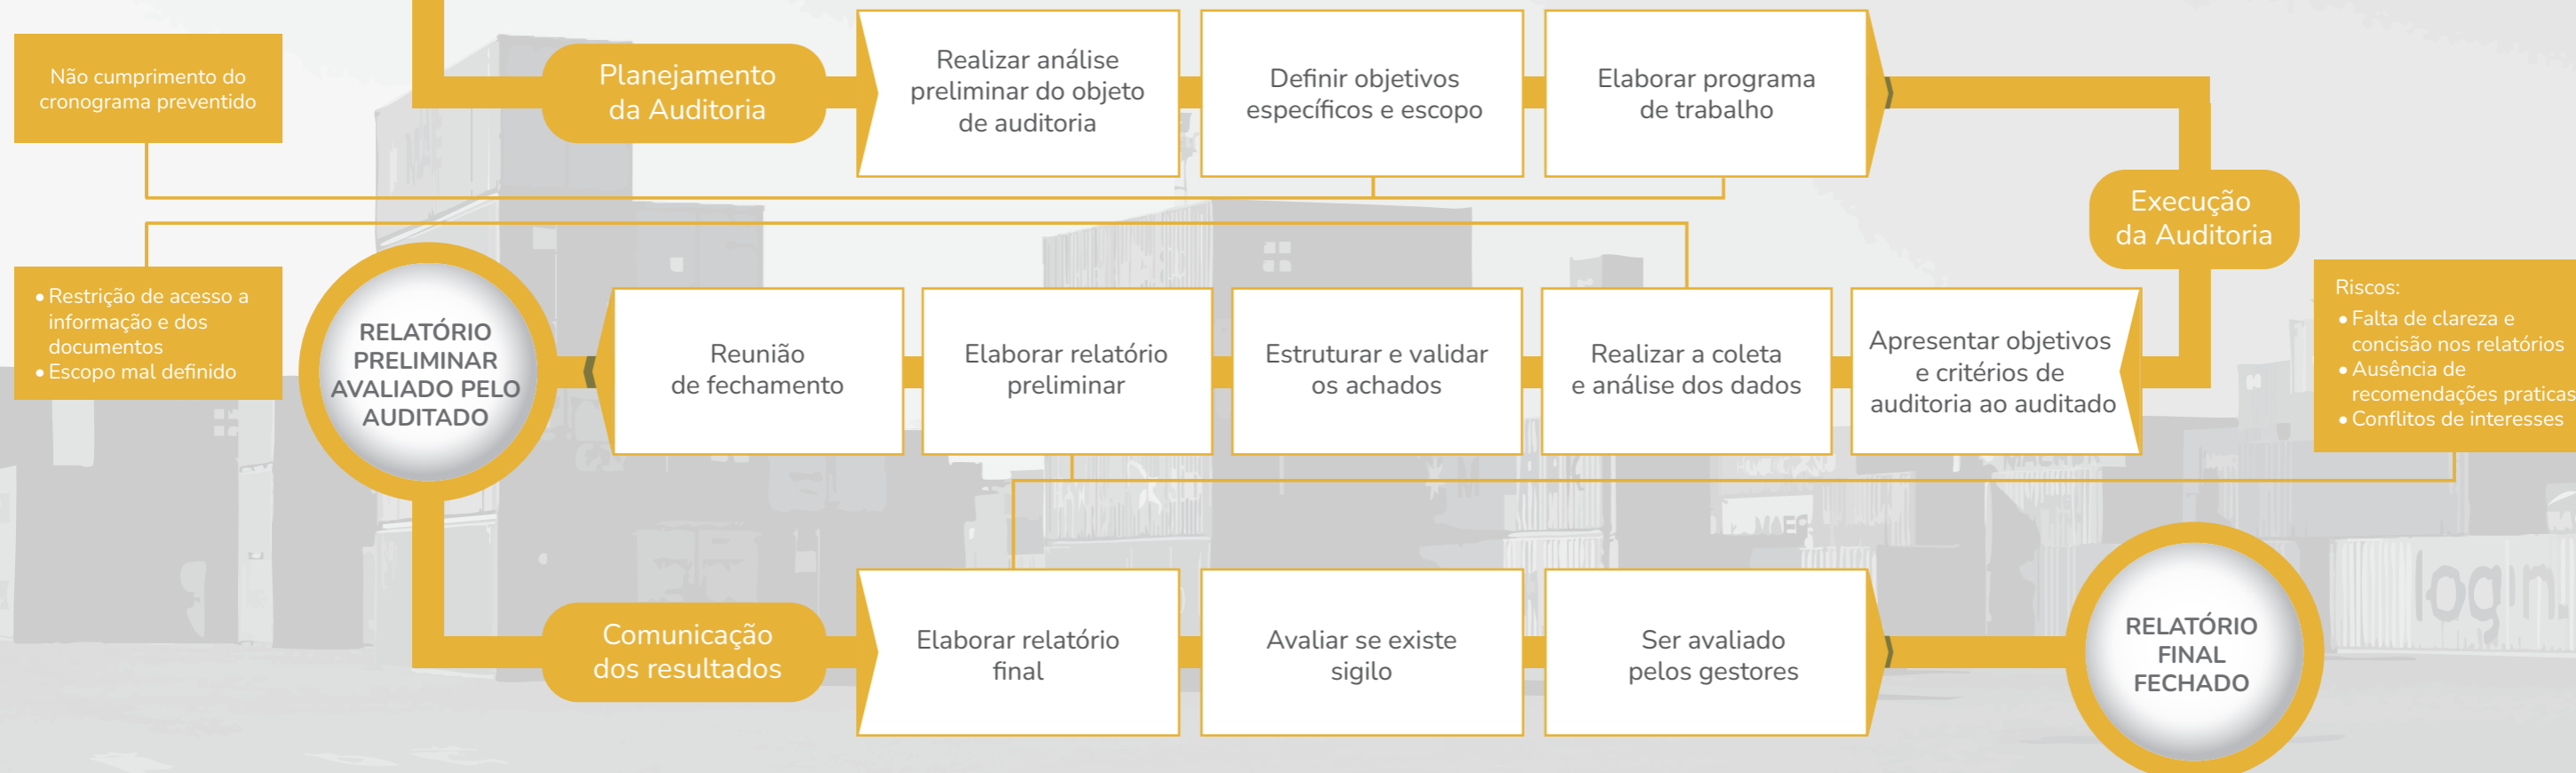 Não cumprimento do
cronograma preventido
Planejamento
da Auditoria
Realizar análise
preliminar do objeto
de auditoria
Definir objetivos
específicos e escopo
Elaborar programa
de trabalho
Execução
da Auditoria
• Restrição de acesso a
informação e dos
documentos
• Escopo mal definido
RELATÓRIO
PRELIMINAR
AVALIADO PELO
AUDITADO
Reunião
de fechamento
Elaborar relatório
preliminar
Estruturar e validar
os achados
Realizar a coleta
e análise dos dados
Apresentar objetivos
e critérios de
auditoria ao auditado
Riscos:
• Falta de clareza e
concisão nos relatórios
• Ausência de
recomendações praticas
• Conflitos de interesses
Comunicação
dos resultados
Elaborar relatório
final
Avaliar se existe
sigilo
Ser avaliado
pelos gestores
RELATÓRIO
FINAL
FECHADO
login.